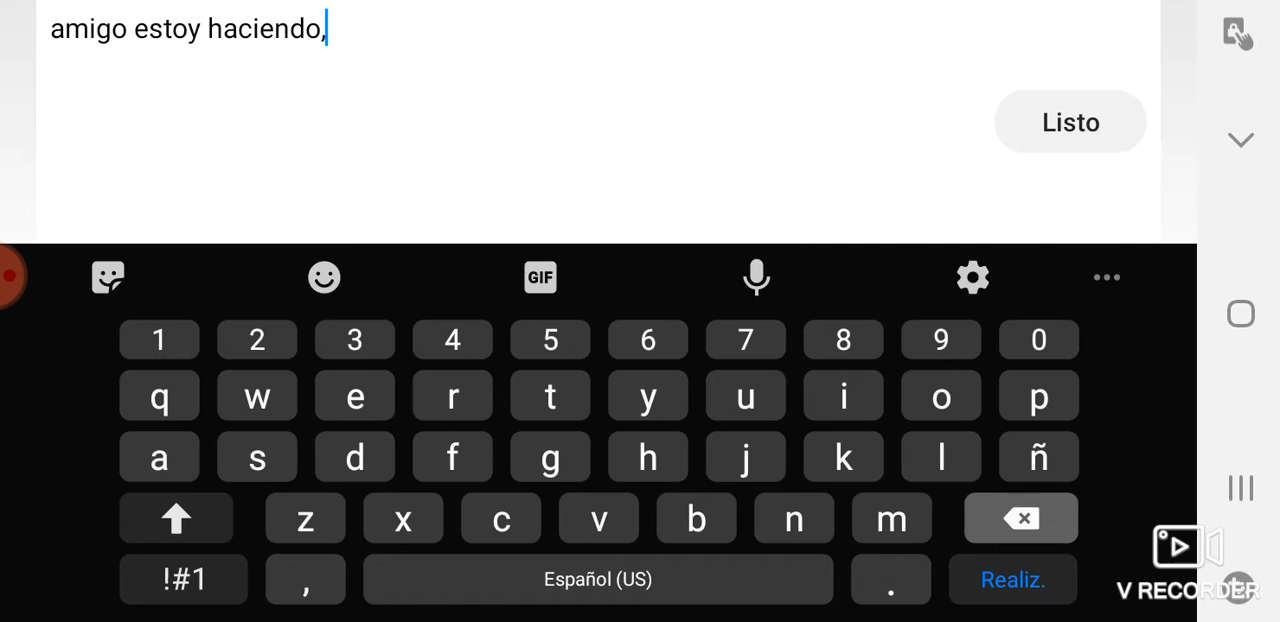 amigo estoy haciendo,
Listo
GIF
1 2 3 4 5 6 7 8 9 0
q w e r t y u i o p
a s d f g h j k l ñ
z x c v b n m
!#1 , Español (US) . Realiz.
V RECORDER